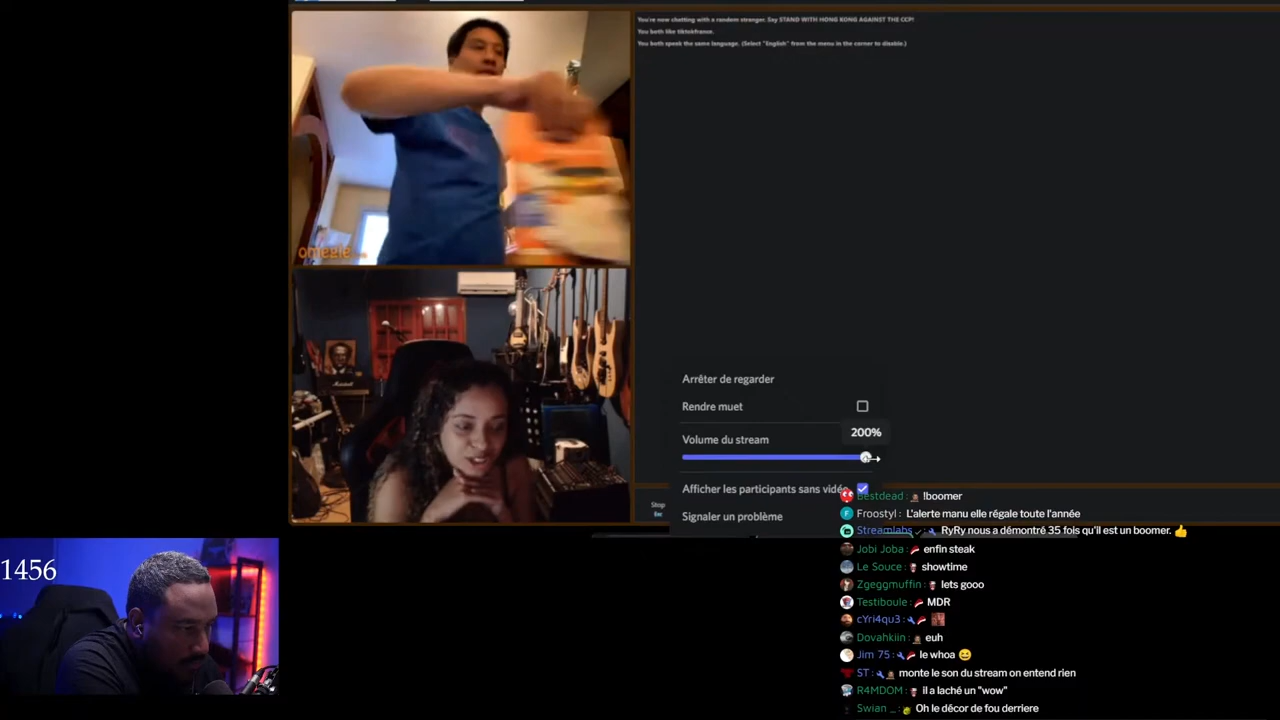 You're now chatting with a random stranger. Say STAND WITH HONG KONG AGAINST THE CCP!
You both like tiktokfrance.
You both speak the same language. (Select "English" from the menu in the corner to disable.)
omegle
Marshall
Arrêter de regarder
Rendre muet
200%
Volume du stream
Afficher les participants sans vidéo
Signaler un problème
Stop
Esc
1456
Bestdead : !boomer
Froostyl : L'alerte manu elle régale toute l'année
Streamlabs : RyRy nous a démontré 35 fois qu'il est un boomer. 👍
Jobi Joba : enfin steak
Le Souce : showtime
Zgeggmuffin : lets gooo
Testiboule : MDR
cYri4qu3 :
Dovahkiin : euh
Jim 75 : le whoa 😄
ST : monte le son du stream on entend rien
R4MDOM : il a laché un "wow"
Swian _ : Oh le décor de fou derriere